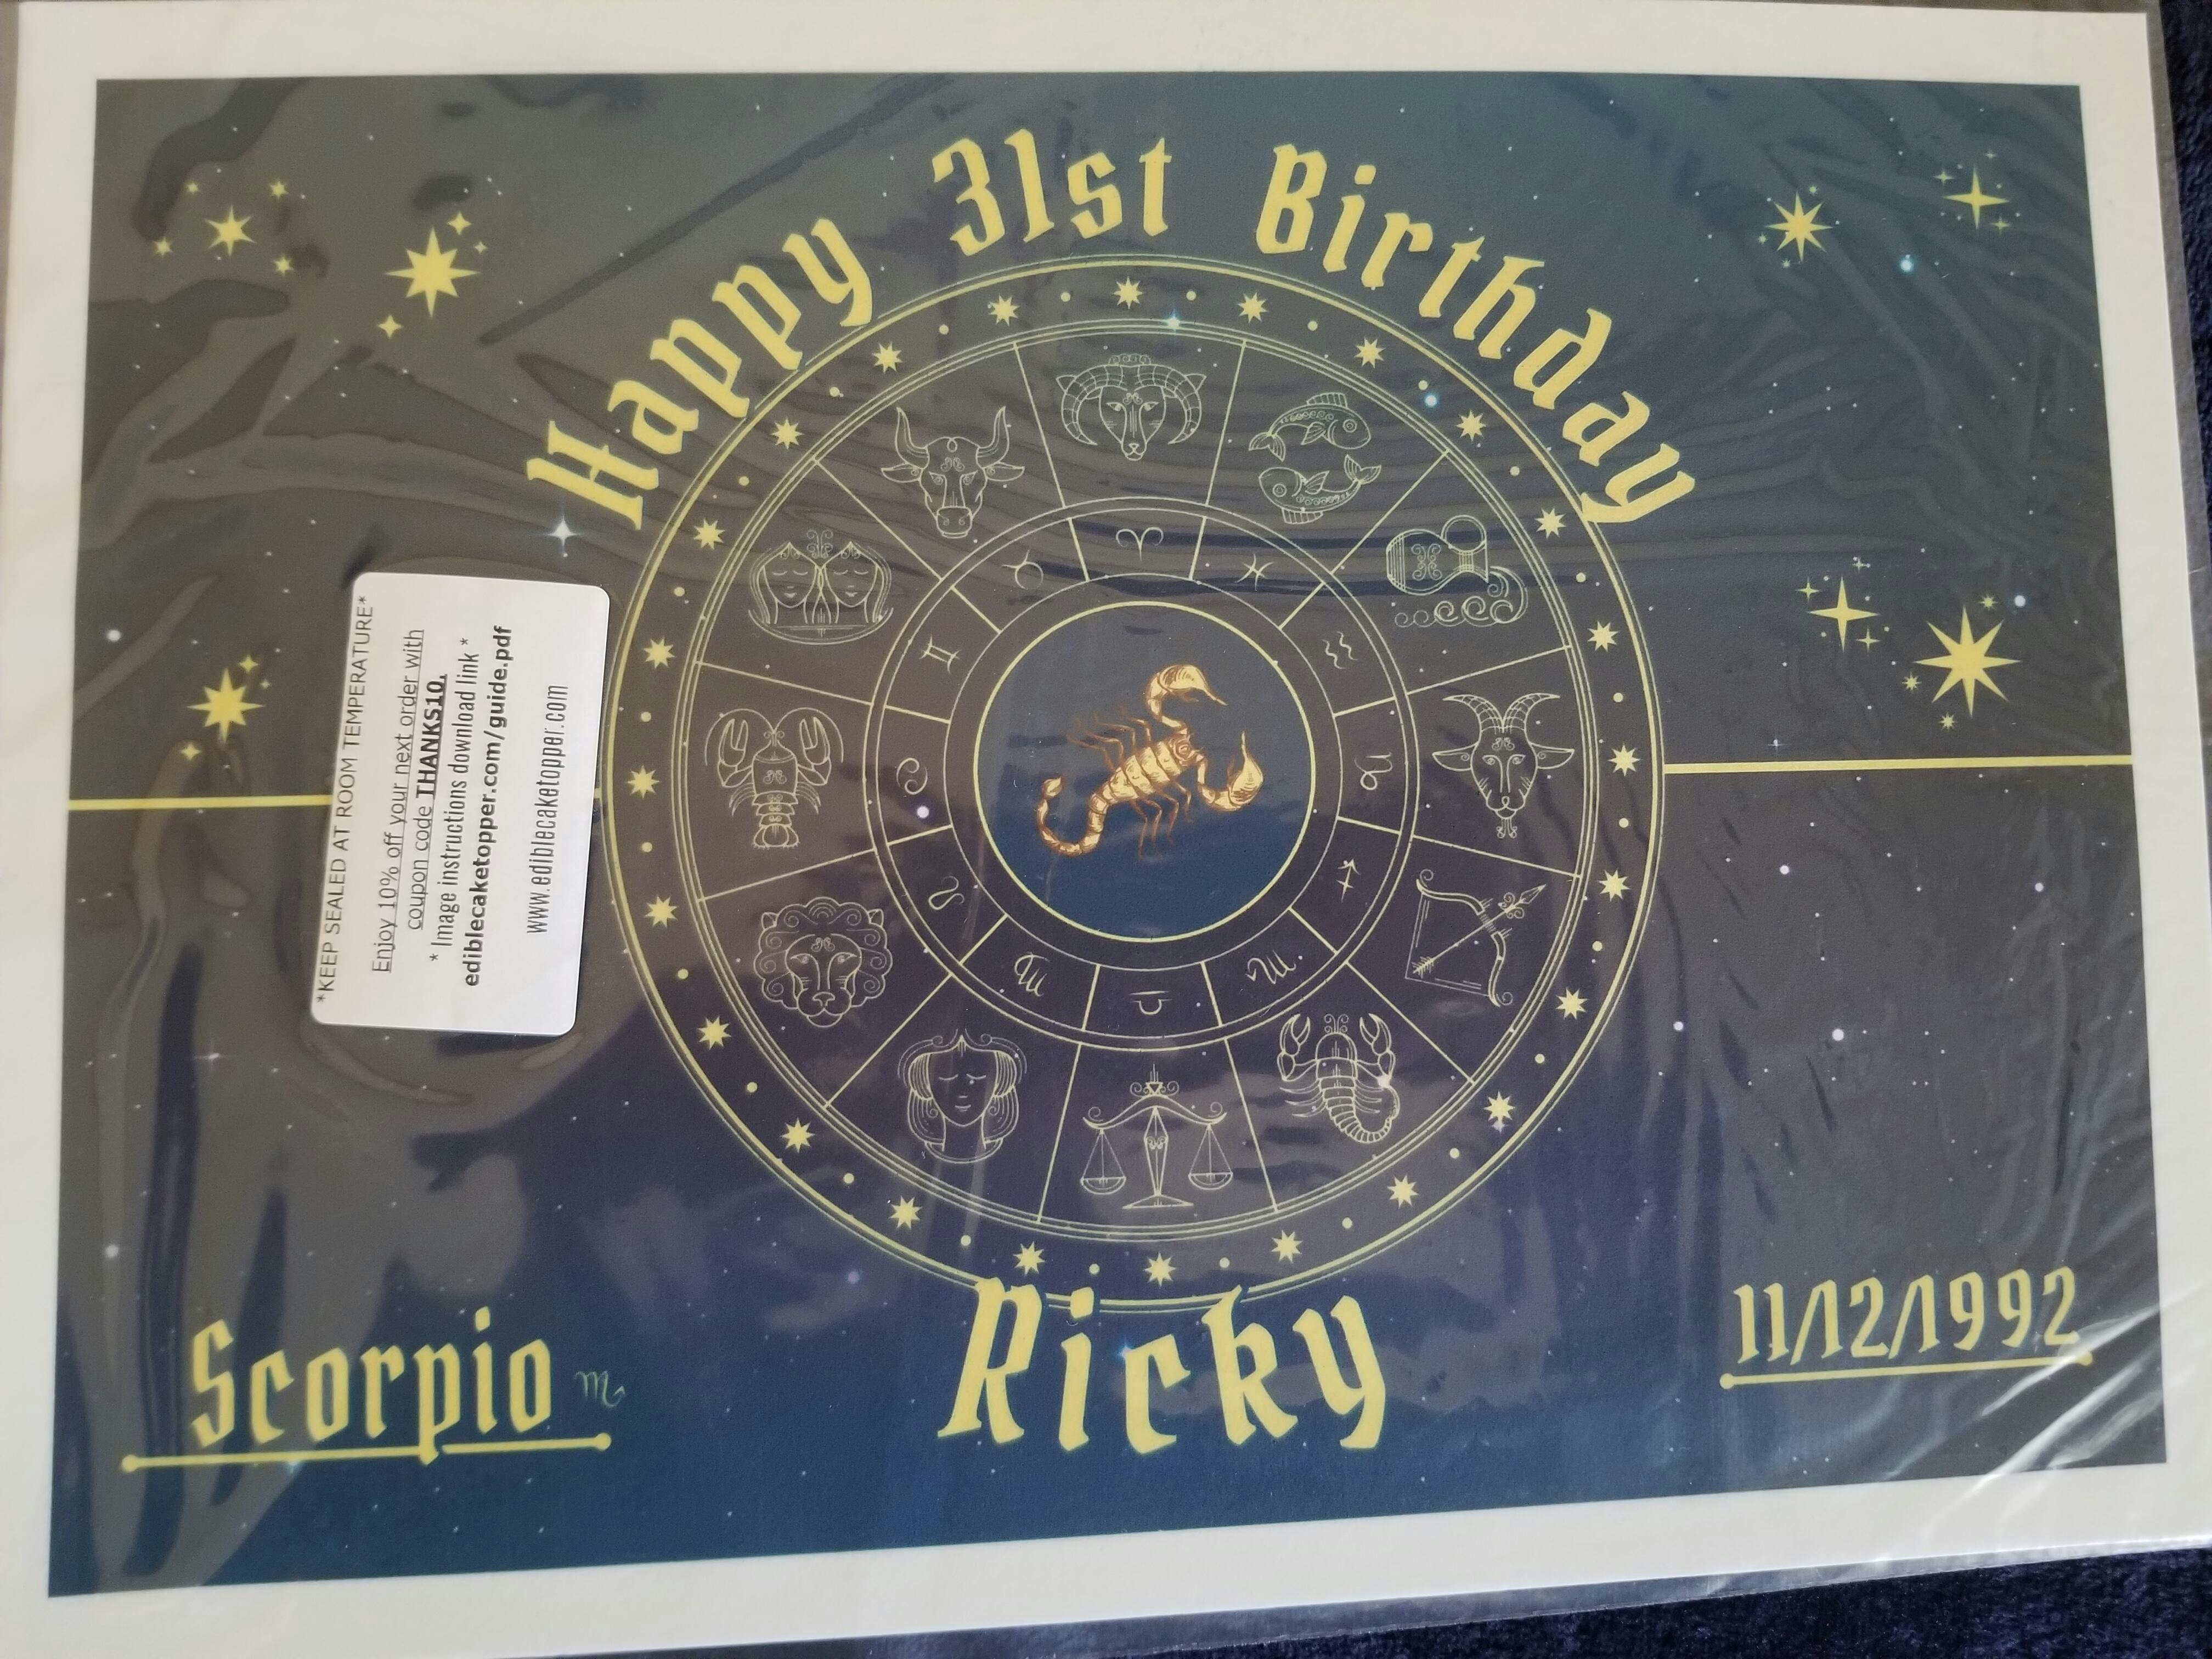 Happy 31st Birthday
*KEEP SEALED AT ROOM TEMPERATURE*
Enjoy 10% off your next order with
coupon code THANKS10.
* Image instructions download link *
ediblecaketopper.com/guide.pdf
www.ediblecaketopper.com
Scorpio ♏
Ricky
11/12/1992